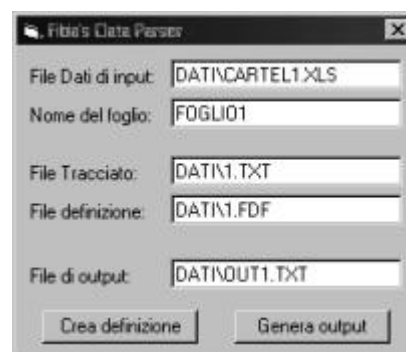 Fibia's Data Parser
File Dati di input: DATI\CARTEL1.XLS
Nome del foglio: FOGLIO1
File Tracciato: DATI\1.TXT
File definizione: DATI\1.FDF
File di output: DATI\OUT1.TXT
Crea definizione Genera output